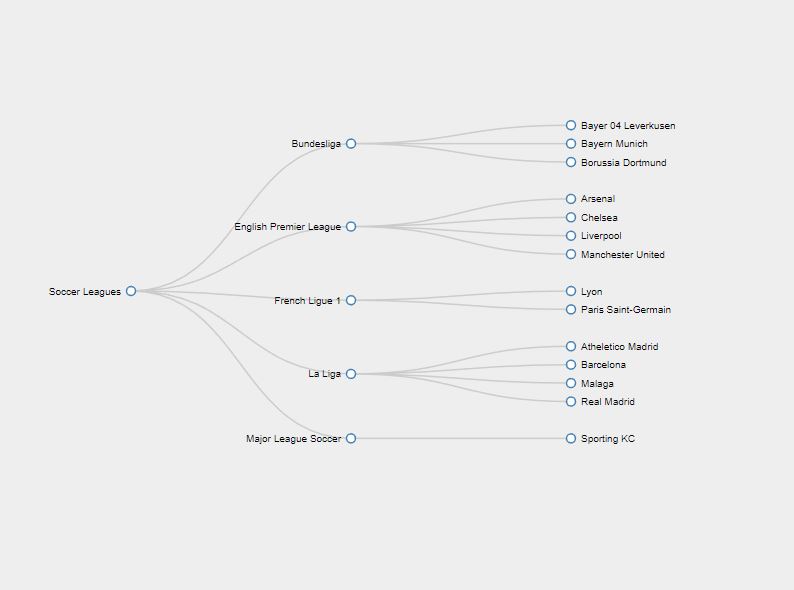 Soccer Leagues
Bundesliga
Bayer 04 Leverkusen
Bayern Munich
Borussia Dortmund
English Premier League
Arsenal
Chelsea
Liverpool
Manchester United
French Ligue 1
Lyon
Paris Saint-Germain
La Liga
Atheletico Madrid
Barcelona
Malaga
Real Madrid
Major League Soccer
Sporting KC